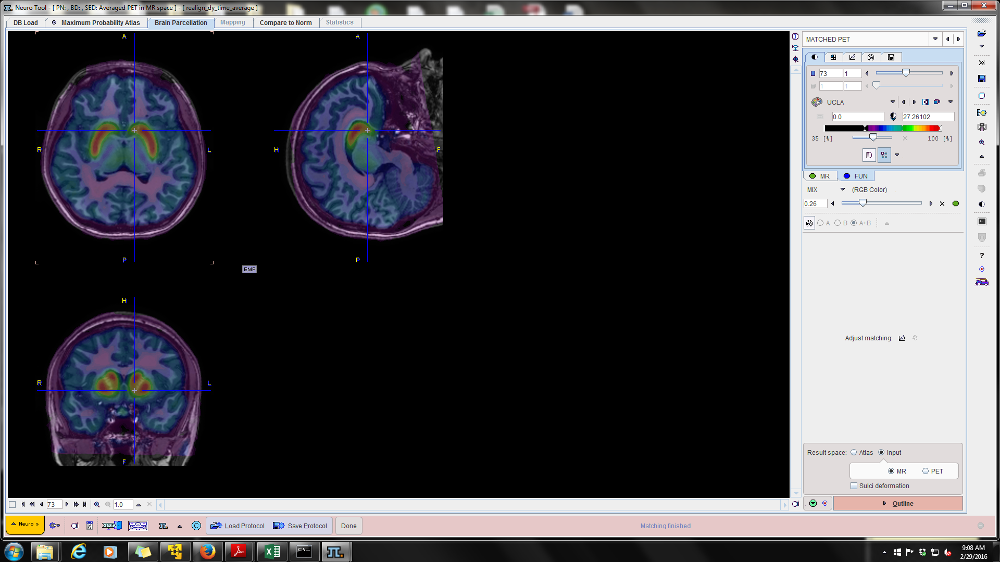 Neuro Tool - [ PN: , BD: , SED: Averaged PET in MR space ] - [ realign_dy_time_average ]
DB Load Maximum Probability Atlas Brain Parcellation Mapping Compare to Norm Statistics
A A
MATCHED PET
73 1
1 1
UCLA
0.0 27.26102
35 [%] 100 [%]
R L H F
MR FUN
MIX (RGB Color)
0.26
A B A+B
P P
EMP
H
Adjust matching:
R L
F
Result space: Atlas Input
MR PET
Sulci deformation
73 1.0
Outline
Neuro » EXIT Load Protocol Save Protocol Done Matching finished
9:08 AM
2/29/2016